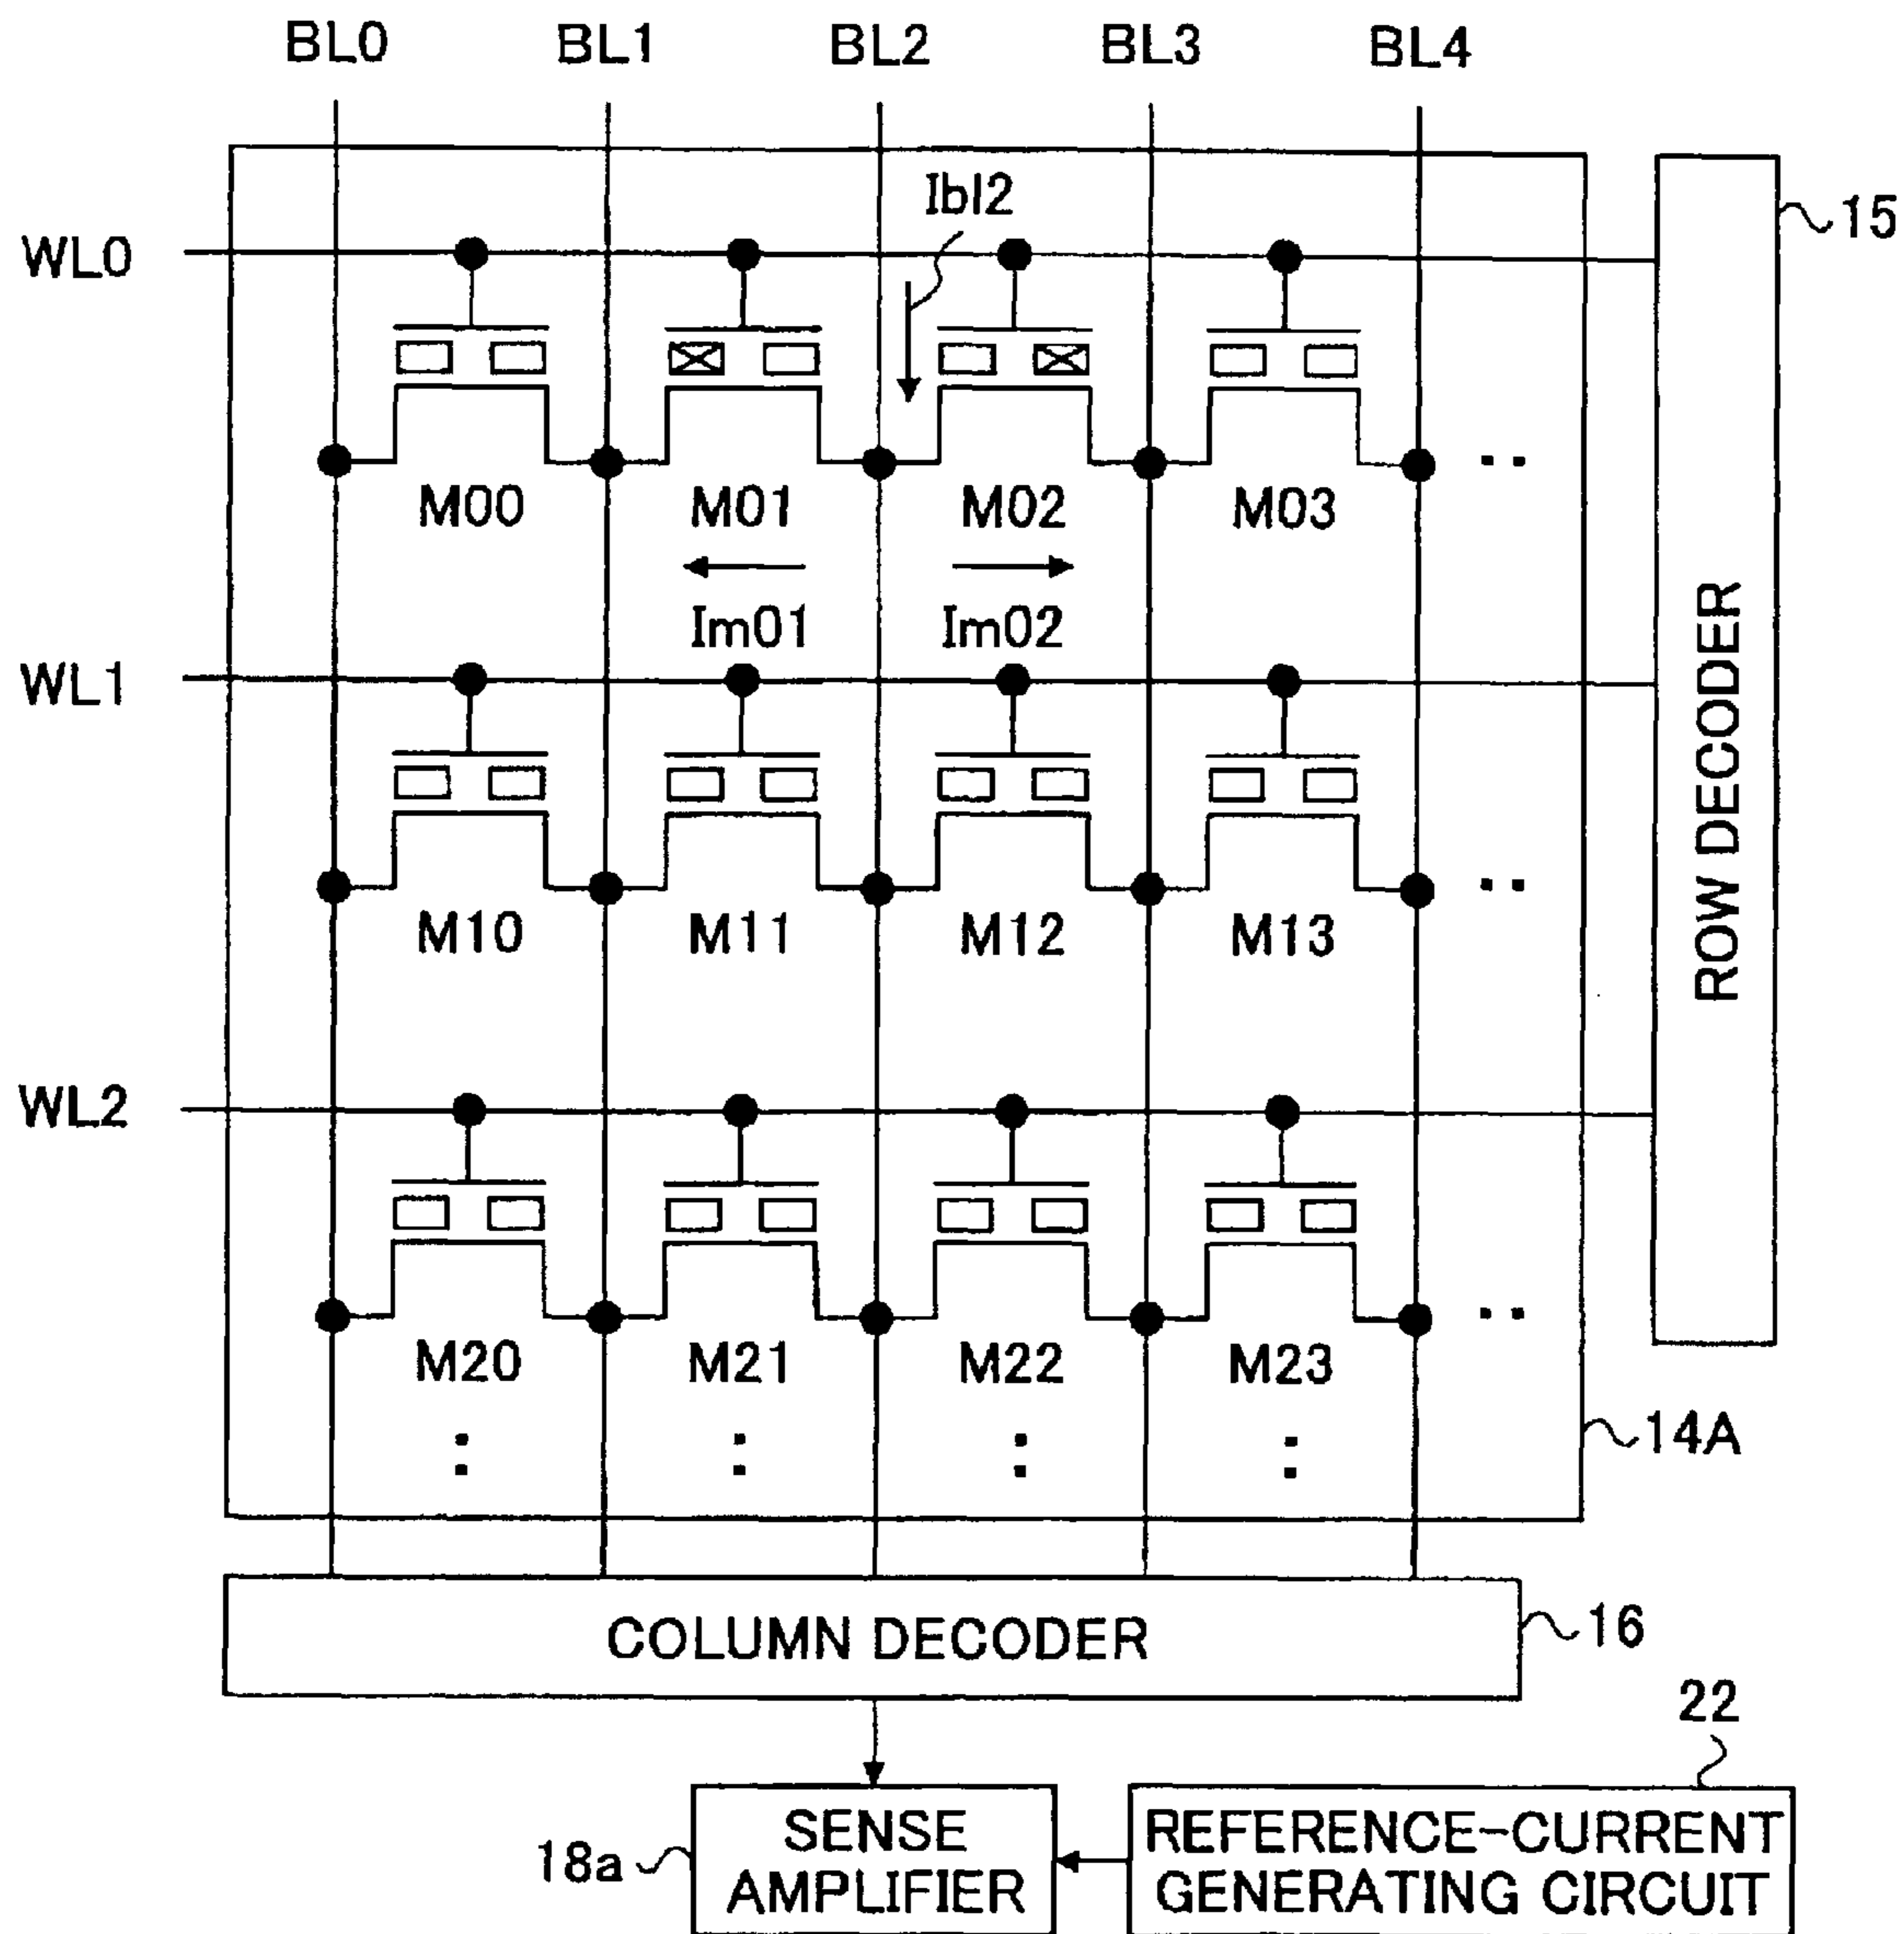 BL0 BL1 BL2 BL3 BL4
Ibl2
15
WL0
M00 M01 M02 M03
Im01 Im02
WL1
ROW DECODER
M10 M11 M12 M13
WL2
M20 M21 M22 M23
14A
COLUMN DECODER
16
22
18a
SENSE
AMPLIFIER
REFERENCE-CURRENT
GENERATING CIRCUIT